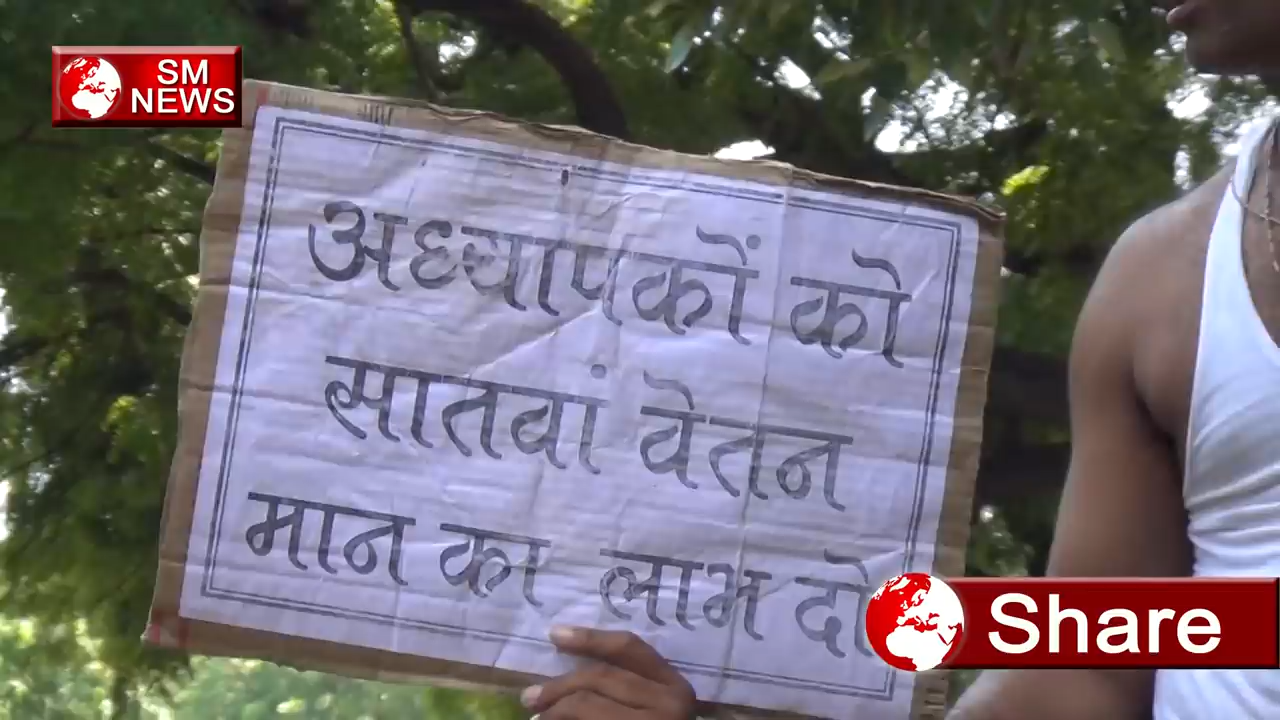 SM
NEWS
अध्यापकों को
सातवां वेतन
मान का लाभ दो
Share